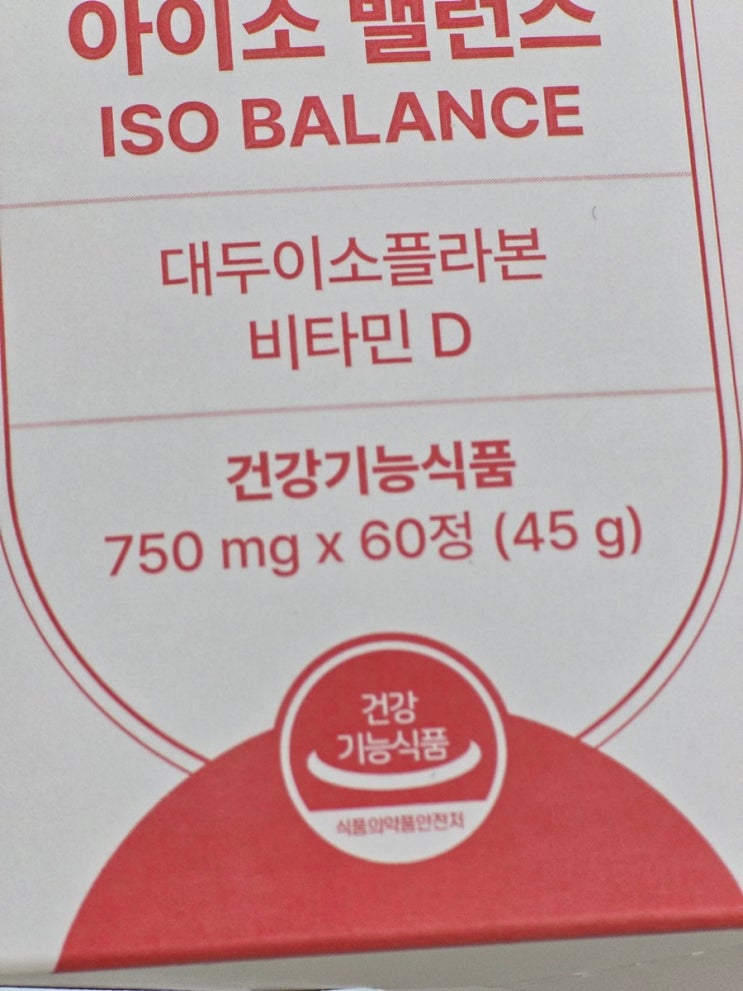 아이소 밸런스
ISO BALANCE
대두이소플라본
비타민 D
건강기능식품
750 mg x 60정 (45 g)
건강
기능식품
식품의약품안전처